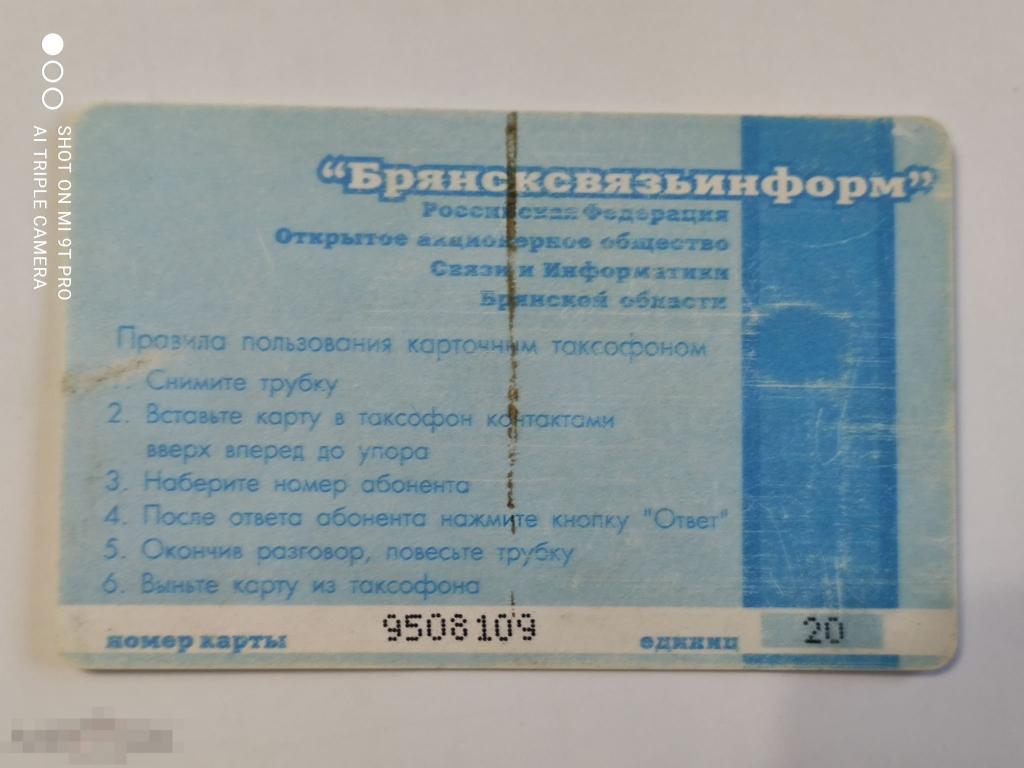 “Брянсксвязьинформ”
Российская Федерация
Открытое акционерное общество
Связи и Информатики
Брянской области
Правила пользования карточным таксофоном
1. Снимите трубку
2. Вставьте карту в таксофон контактами
вверх вперед до упора
3. Наберите номер абонента
4. После ответа абонента нажмите кнопку "Ответ"
5. Окончив разговор, повесьте трубку
6. Выньте карту из таксофона
номер карты 9508109 единиц 20
SHOT ON MI 9T PRO
AI TRIPLE CAMERA